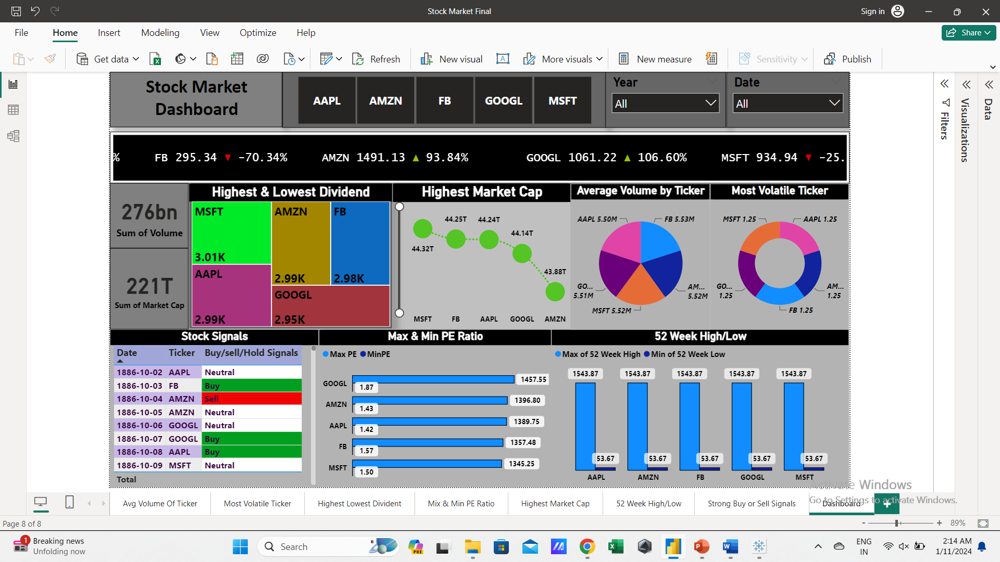 Stock Market Final
Sign in
File Home Insert Modeling View Optimize Help
Share
Get data
Refresh
New visual
More visuals
New measure
Sensitivity
Publish
Stock Market
Dashboard
AAPL AMZN FB GOOGL MSFT
Year
All
Date
All
% FB 295.34 ▼ -70.34% AMZN 1491.13 ▲ 93.84% GOOGL 1061.22 ▲ 106.60% MSFT 934.94 ▼ -25.
276bn
Sum of Volume
221T
Sum of Market Cap
Highest & Lowest Dividend
MSFT
3.01K
AAPL
2.99K
AMZN
2.99K
FB
2.98K
GOOGL
2.95K
Highest Market Cap
44.32T
44.25T
44.24T
44.14T
43.88T
MSFT FB AAPL GOOGL AMZN
Average Volume by Ticker
AAPL 5.50M
FB 5.53M
GO...
5.51M
AM...
5.52M
MSFT 5.52M
Most Volatile Ticker
MSFT 1.25
AAPL 1.25
GO...
1.25
AM...
1.25
FB 1.25
Stock Signals
Date Ticker Buy/sell/Hold Signals
1886-10-02 AAPL Neutral
1886-10-03 FB Buy
1886-10-04 AMZN Sell
1886-10-05 AMZN Neutral
1886-10-06 GOOGL Neutral
1886-10-07 GOOGL Buy
1886-10-08 AAPL Buy
1886-10-09 MSFT Neutral
Total
Max & Min PE Ratio
Max PE MinPE
GOOGL 1457.55
1.87
AMZN 1396.80
1.43
AAPL 1389.75
1.42
FB 1357.48
1.57
MSFT 1345.25
1.50
52 Week High/Low
Max of 52 Week High Min of 52 Week Low
1543.87 1543.87 1543.87 1543.87 1543.87
53.67 53.67 53.67 53.67 53.67
AAPL AMZN FB GOOGL MSFT
Filters
Visualizations
Data
Activate Windows
Go to Settings to activate Windows.
Avg Volume Of Ticker
Most Volatile Ticker
Highest Lowest Divident
Mix & Min PE Ratio
Highest Market Cap
52 Week High/Low
Strong Buy or Sell Signals
Dashboard
Page 8 of 8
- + 89%
1
Breaking news
Unfolding now
Search
PRE
ENG
IN
2:14 AM
1/11/2024